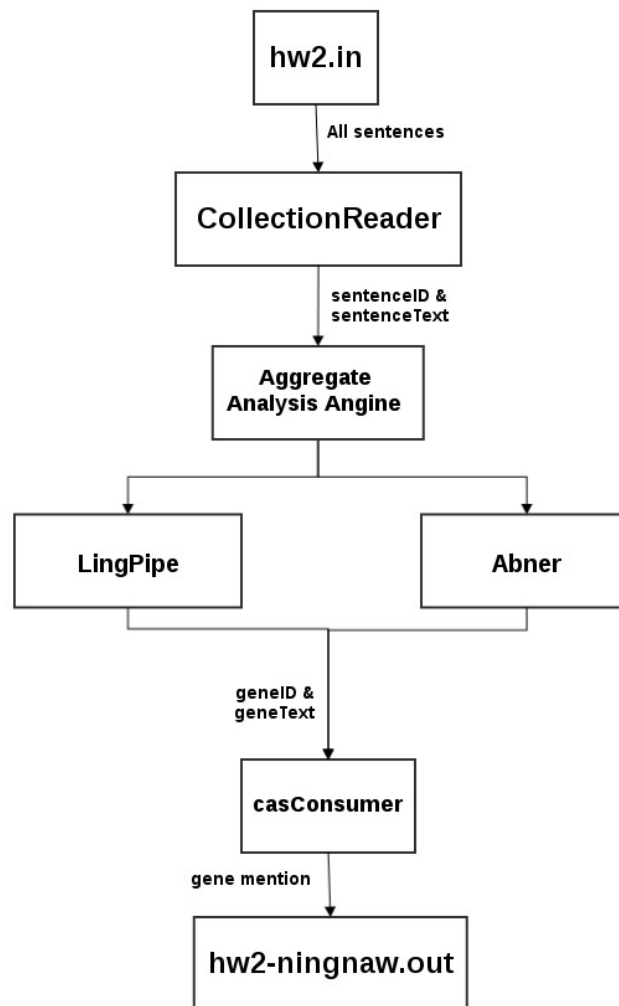 hw2.in
All sentences
CollectionReader
sentenceID &
sentenceText
Aggregate
Analysis Angine
LingPipe
Abner
geneID &
geneText
casConsumer
gene mention
hw2-ningnaw.out